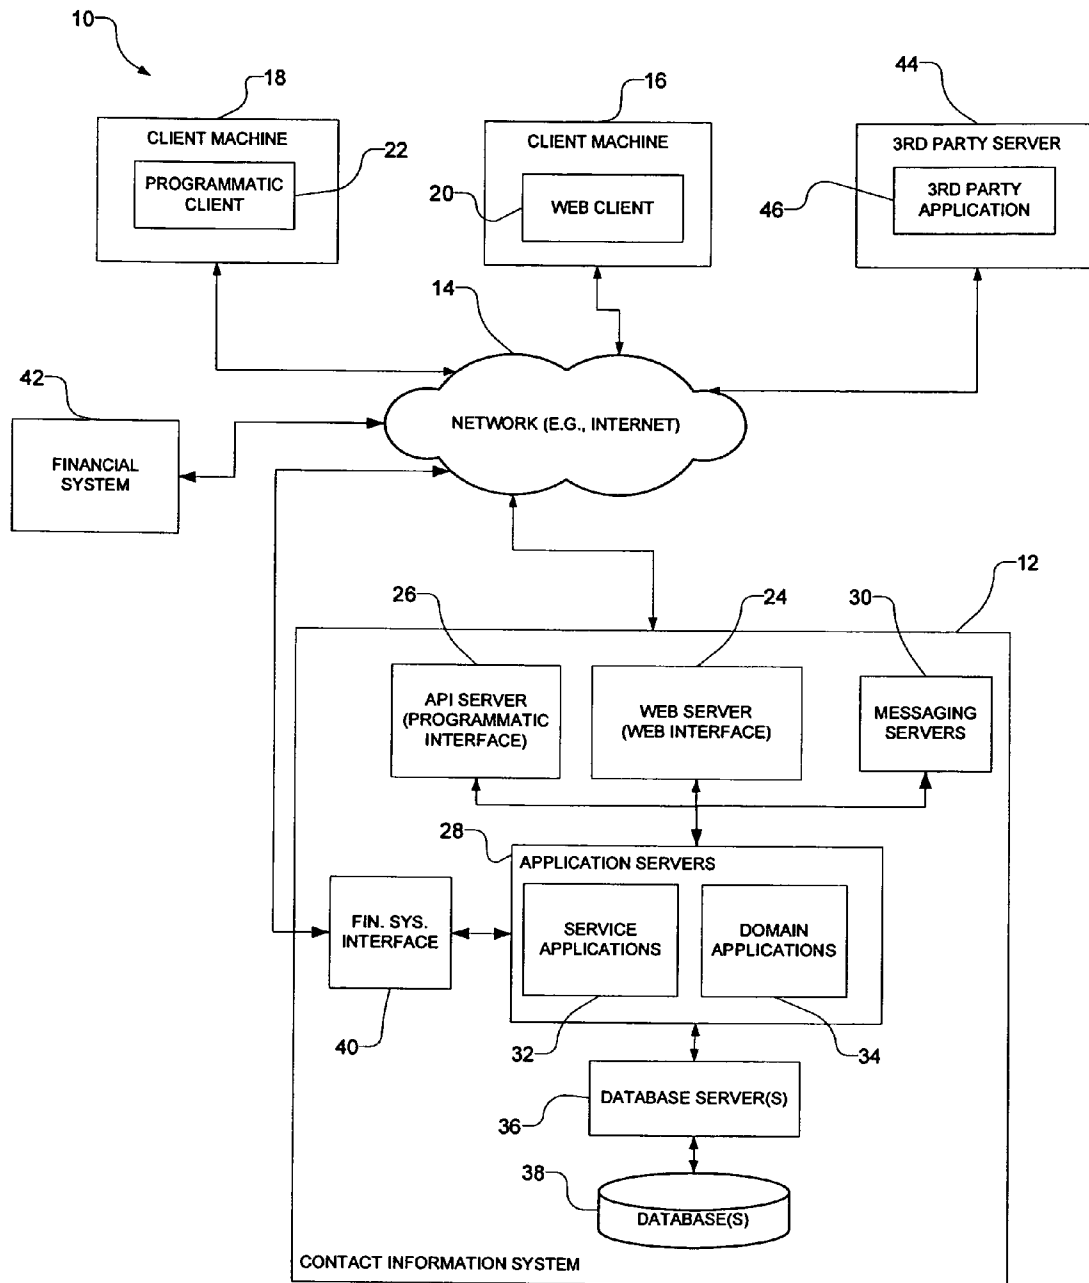 10
18
16
44
CLIENT MACHINE
22
PROGRAMMATIC
CLIENT
CLIENT MACHINE
20
WEB CLIENT
3RD PARTY SERVER
46
3RD PARTY
APPLICATION
14
NETWORK (E.G., INTERNET)
42
FINANCIAL
SYSTEM
12
26
24
30
API SERVER
(PROGRAMMATIC
INTERFACE)
WEB SERVER
(WEB INTERFACE)
MESSAGING
SERVERS
28
APPLICATION SERVERS
SERVICE
APPLICATIONS
DOMAIN
APPLICATIONS
FIN. SYS.
INTERFACE
40
32
34
DATABASE SERVER(S)
36
38
DATABASE(S)
CONTACT INFORMATION SYSTEM